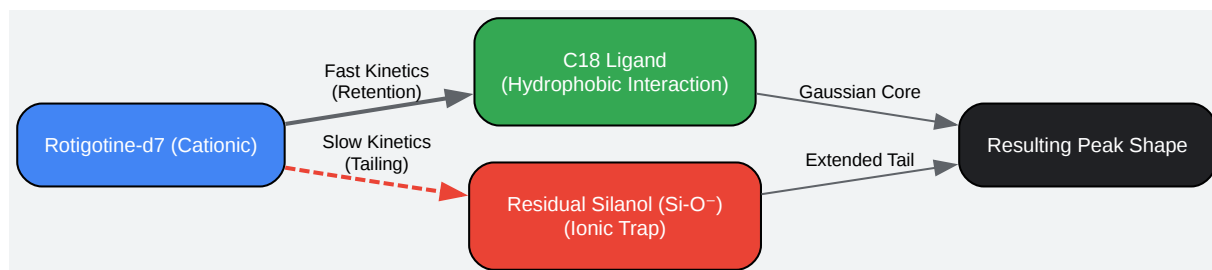 Rotigotine-d7 (Cationic)
Fast Kinetics
(Retention)
Slow Kinetics
(Tailing)
C18 Ligand
(Hydrophobic Interaction)
Residual Silanol (Si-O⁻)
(Ionic Trap)
Gaussian Core
Extended Tail
Resulting Peak Shape